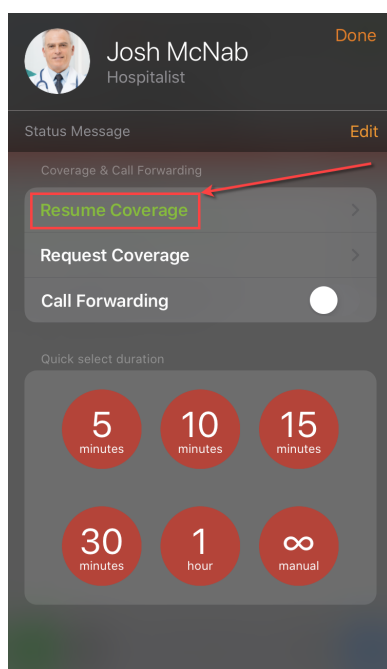 Josh McNab
Done
Hospitalist
Status Message
Edit
Coverage & Call Forwarding
Resume Coverage
Request Coverage
Call Forwarding
Quick select duration
5
minutes
10
minutes
15
minutes
30
minutes
1
hour
∞
manual